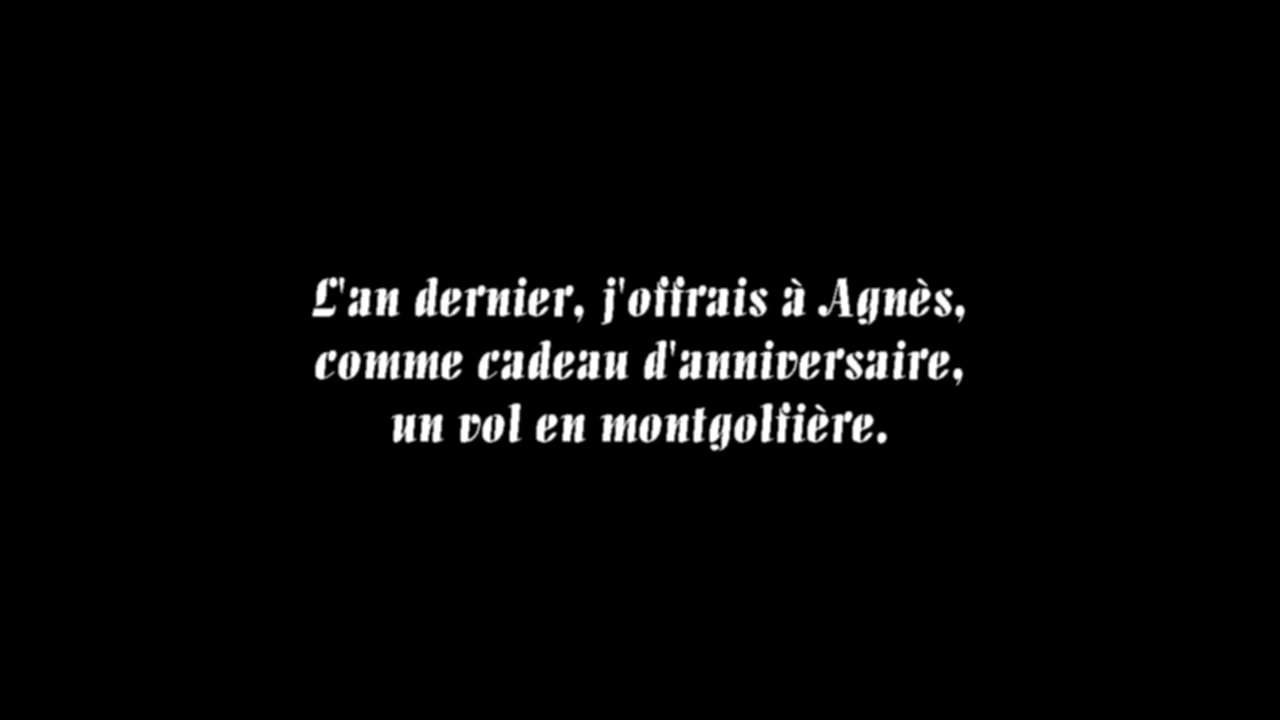 L'an dernier, j'offrais à Agnès,
comme cadeau d'anniversaire,
un vol en montgolfière.